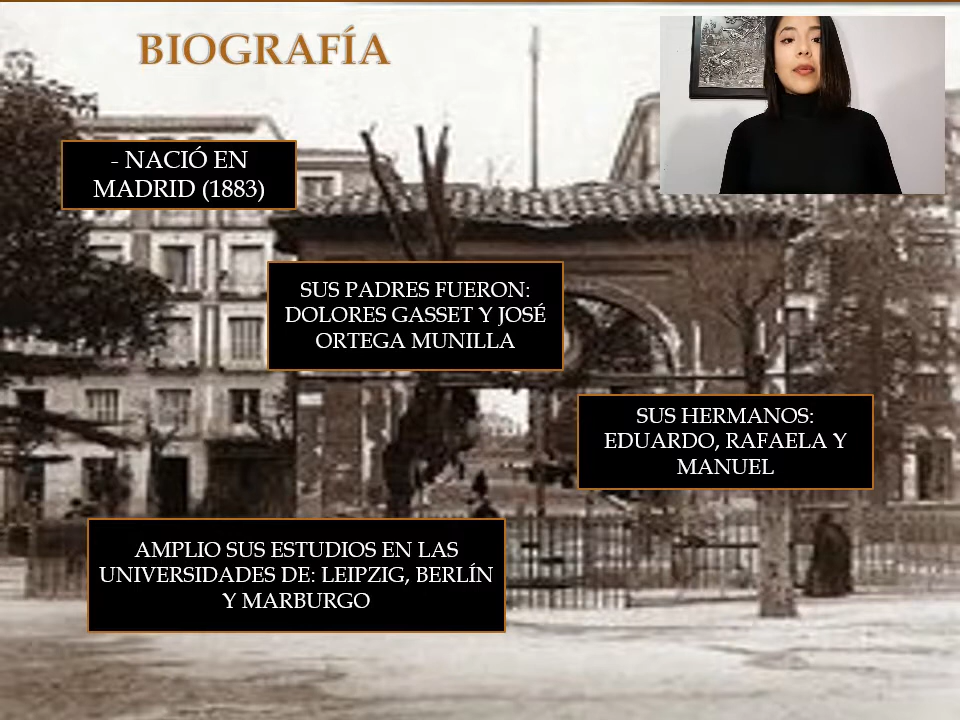 BIOGRAFÍA
- NACIÓ EN
MADRID (1883)
SUS PADRES FUERON:
DOLORES GASSET Y JOSÉ
ORTEGA MUNILLA
SUS HERMANOS:
EDUARDO, RAFAELA Y
MANUEL
AMPLIO SUS ESTUDIOS EN LAS
UNIVERSIDADES DE: LEIPZIG, BERLÍN
Y MARBURGO